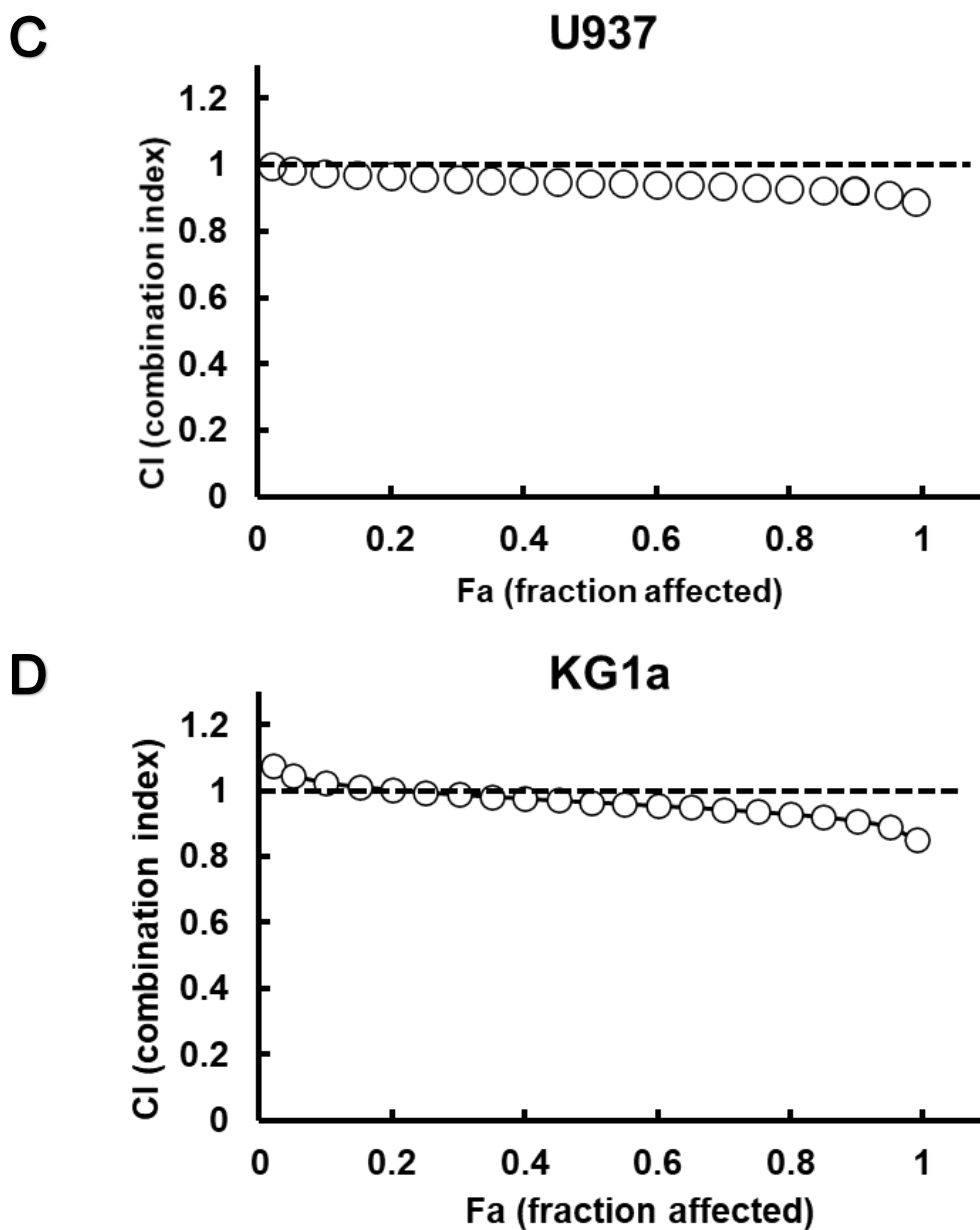 C
U937
CI (combination index)
1.2
1
0.8
0.6
0.4
0.2
0
0 0.2 0.4 0.6 0.8 1
Fa (fraction affected)
D
KG1a
CI (combination index)
1.2
1
0.8
0.6
0.4
0.2
0
0 0.2 0.4 0.6 0.8 1
Fa (fraction affected)